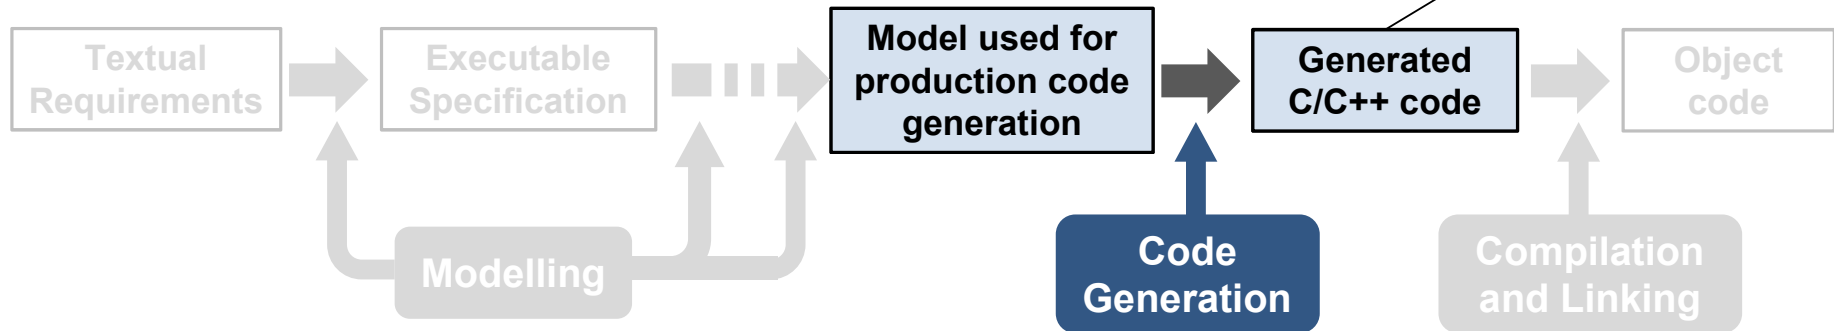 Textual
Requirements
Executable
Specification
Model used for
production code
generation
Generated
C/C++ code
Object
code
Modelling
Code
Generation
Compilation
and Linking